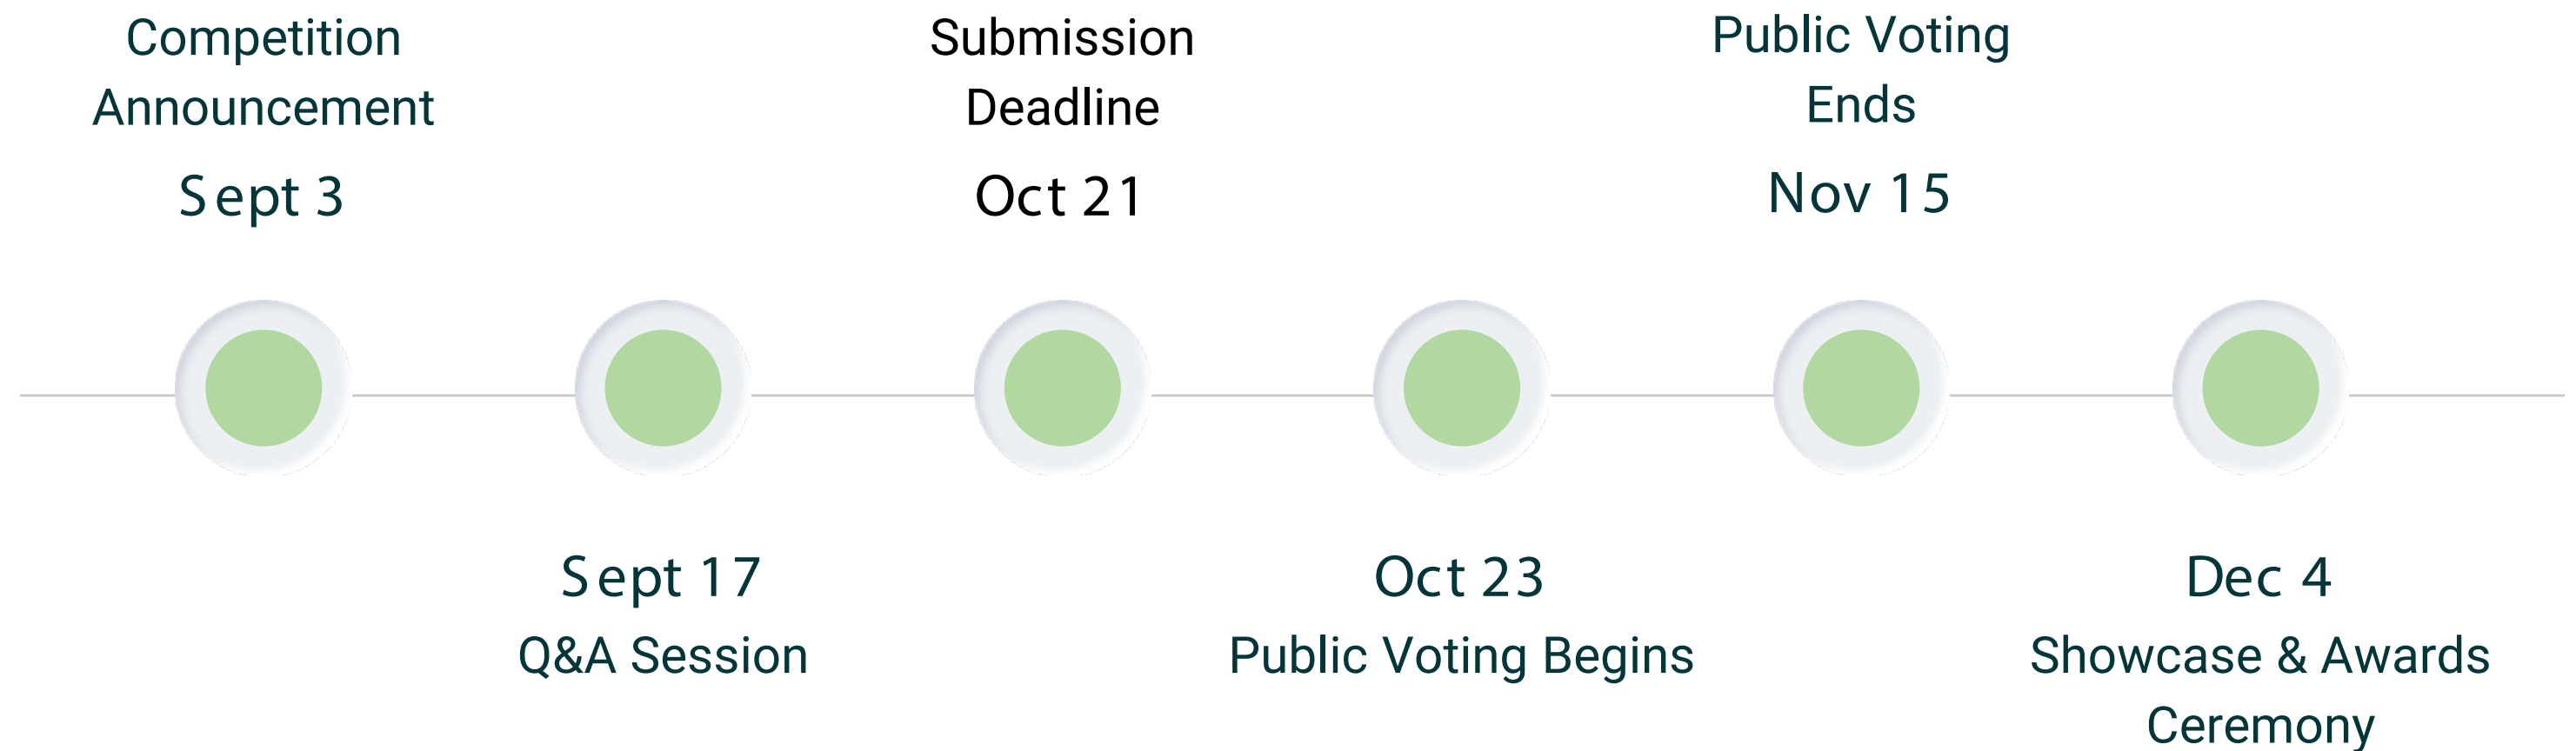 Competition
Announcement
Sept 3
Sept 17
Q&A Session
Submission
Deadline
Oct 21
Oct 23
Public Voting Begins
Public Voting
Ends
Nov 15
Dec 4
Showcase & Awards
Ceremony